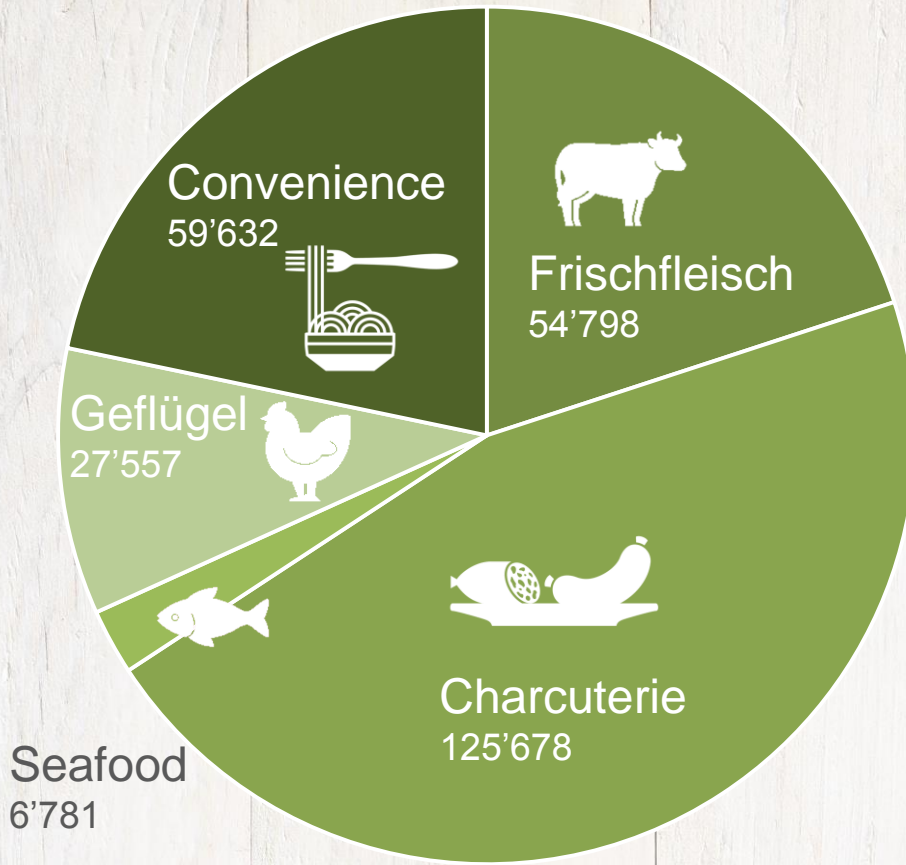 Convenience
59’632
Frischfleisch
54’798
Geflügel
27’557
Charcuterie
125’678
Seafood
6’781